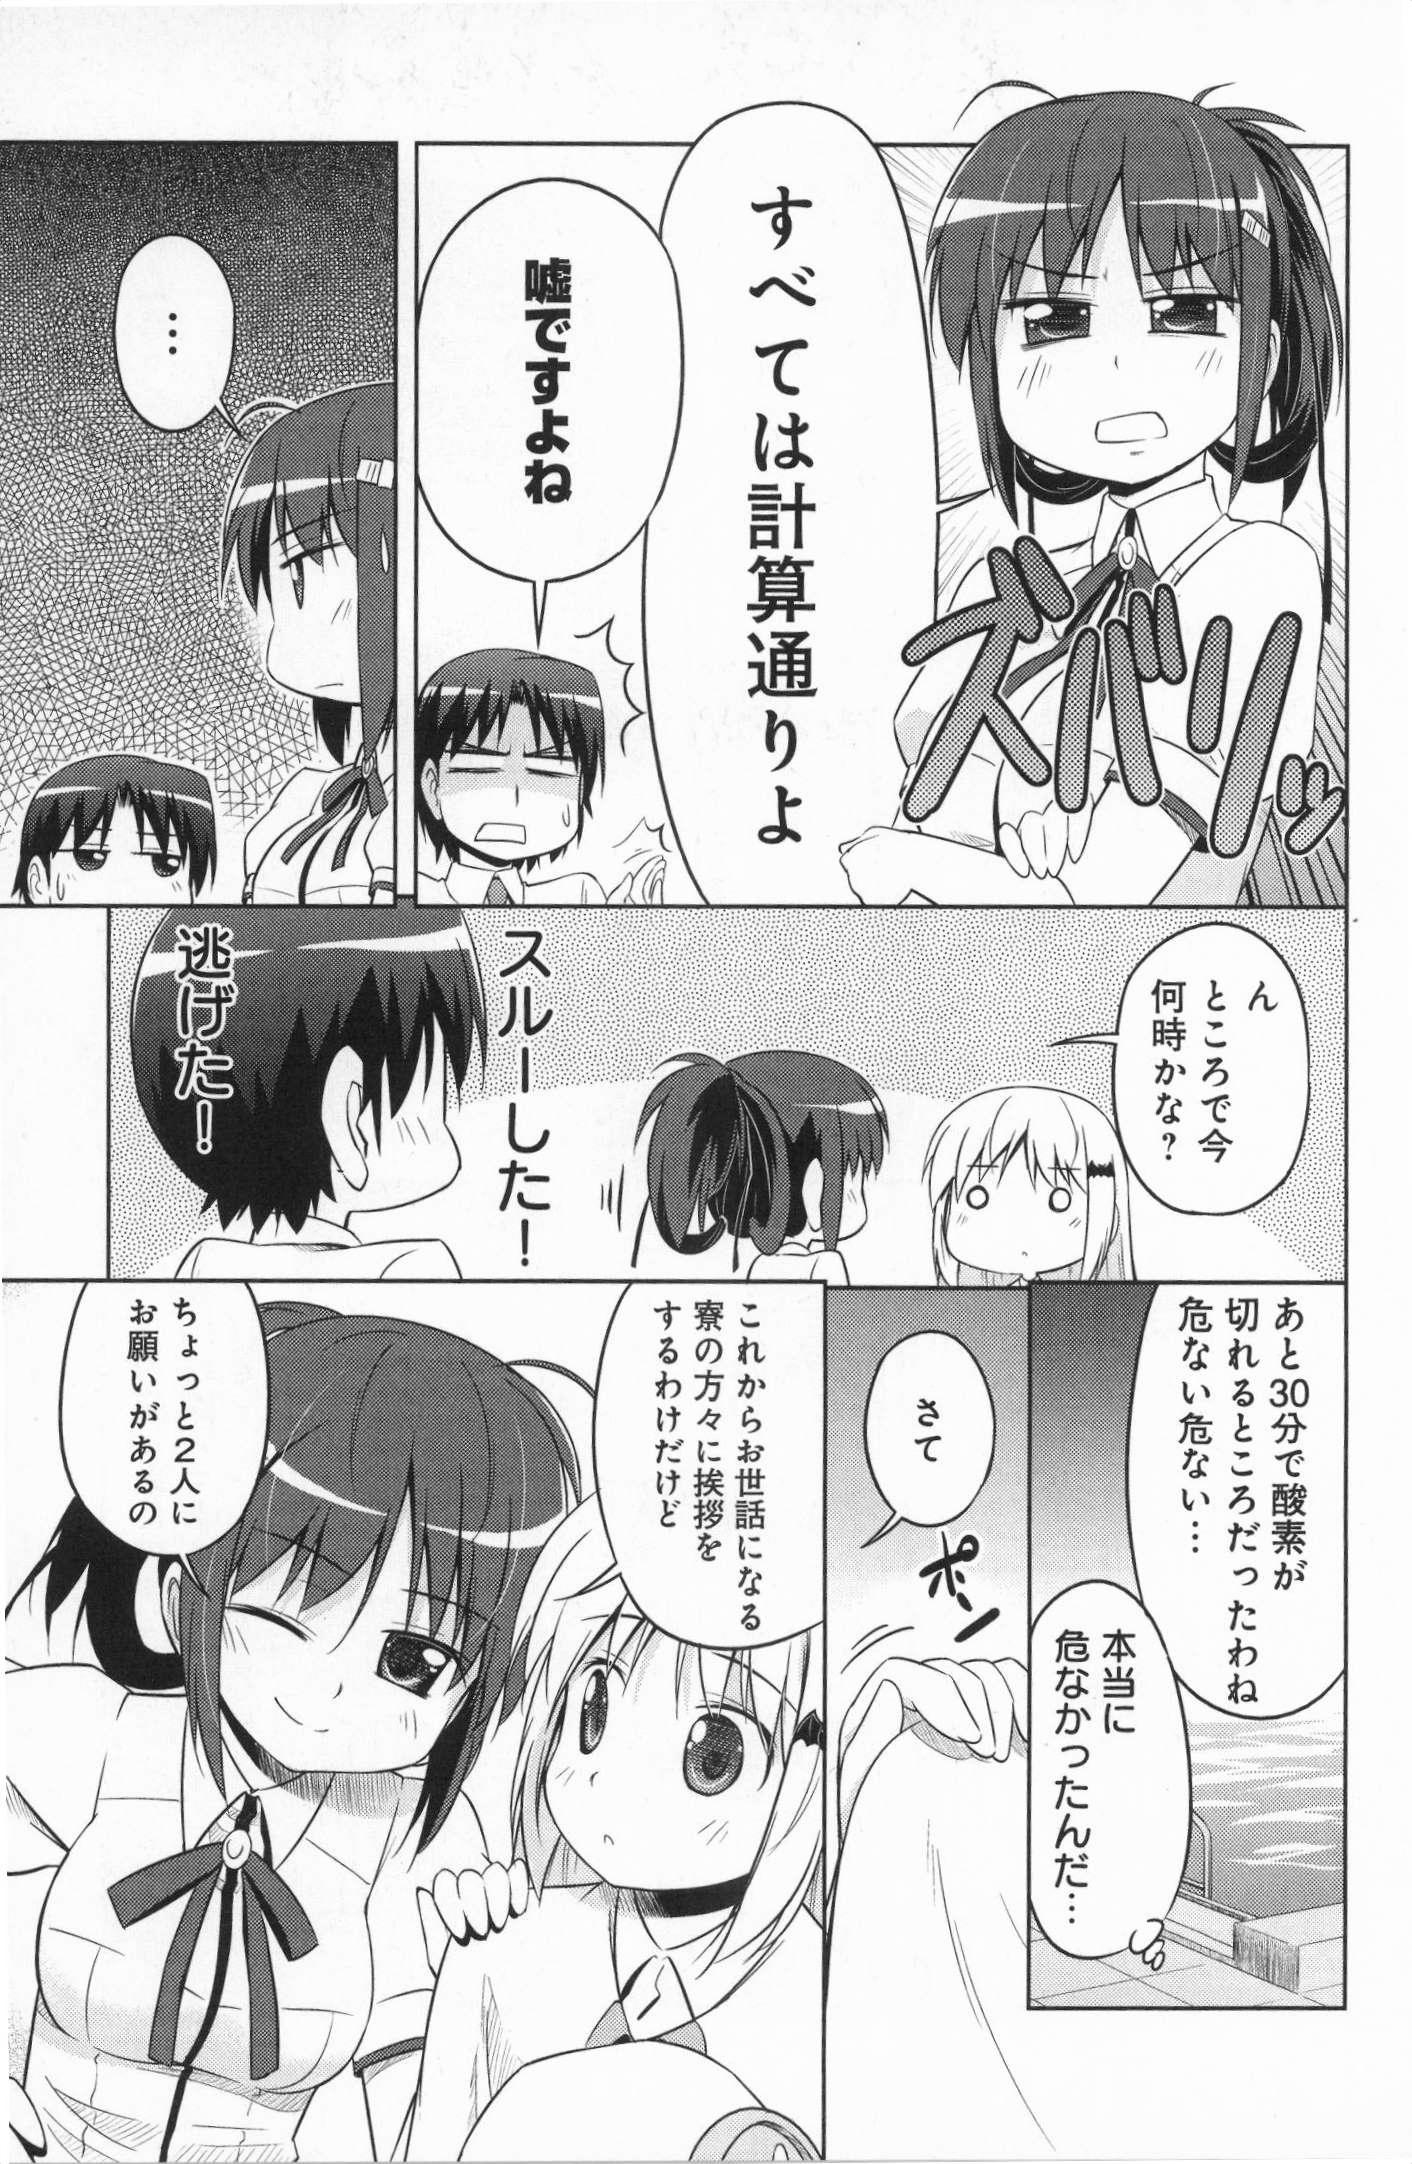 すべては計算通りよ
ズバリッ
嘘ですよね
…
ん
ところで今
何時かな？
スルーした！
逃げた！
あと30分で酸素が
切れるところだったわね
危ない危ない…
本当に
危なかったんだ…
さて
ポン
これからお世話になる
寮の方々に挨拶を
するわけだけど
ちょっと2人に
お願いがあるの